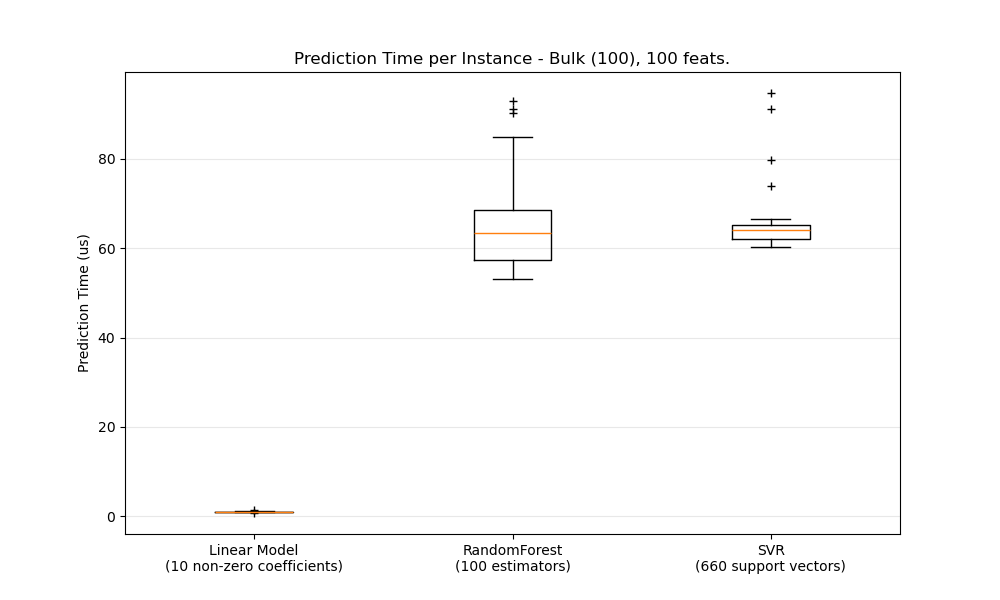 Prediction Time per Instance - Bulk (100), 100 feats.
Prediction Time (us)
80
60
40
20
0
Linear Model
(10 non-zero coefficients)
RandomForest
(100 estimators)
SVR
(660 support vectors)